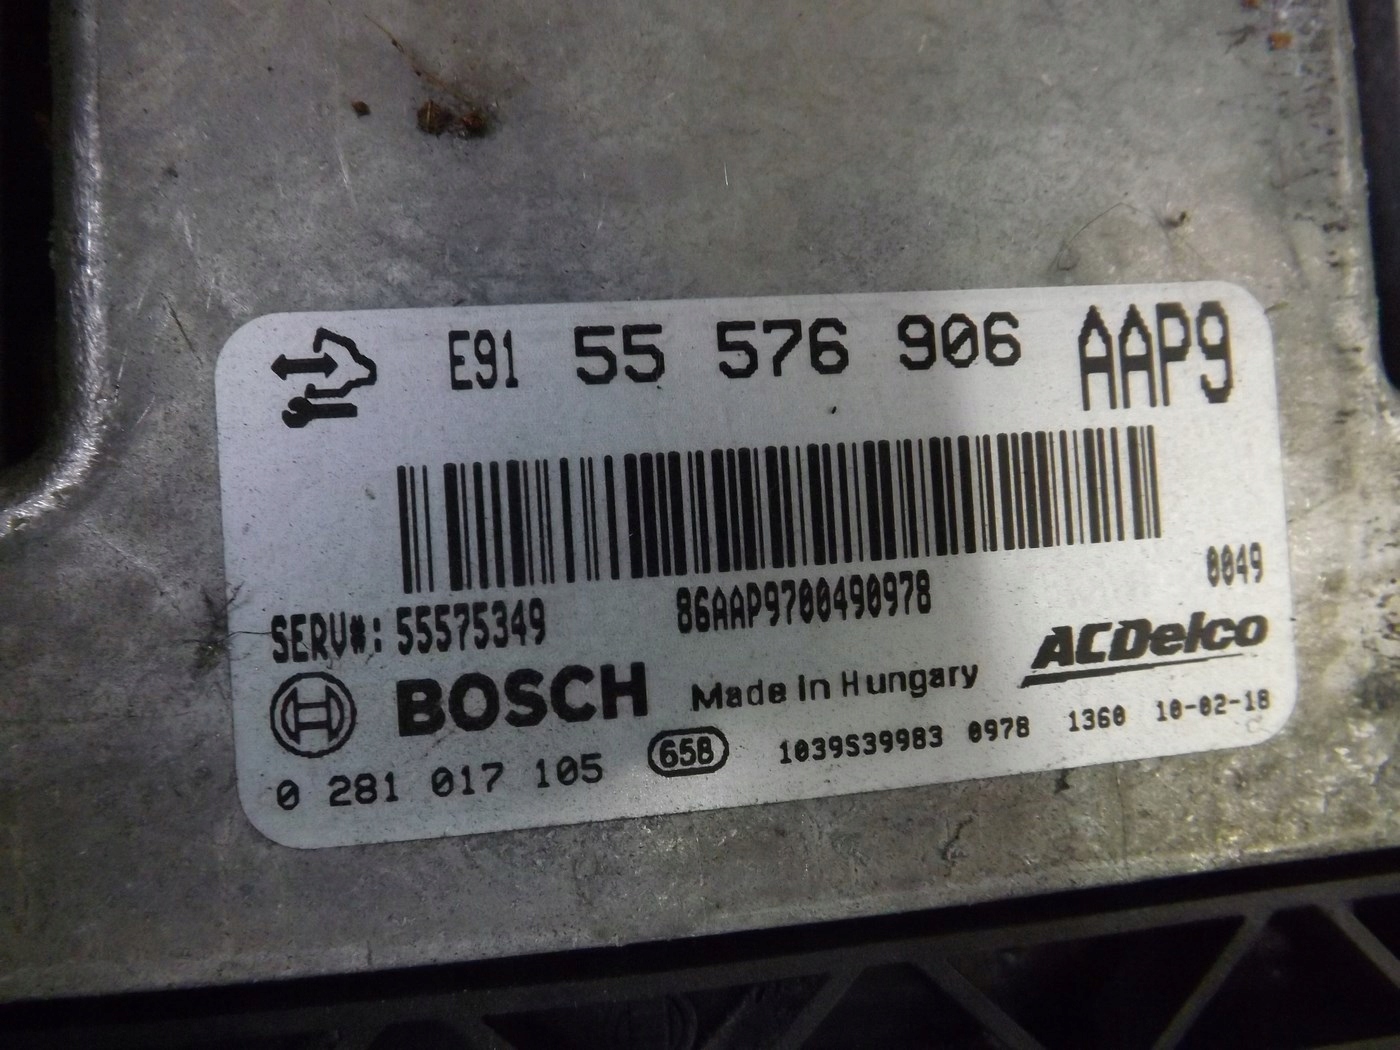 E91 55 576 906 AAP9
0049
SERV#: 55575349 86AAP9700490978
BOSCH Made in Hungary ACDelco
0 281 017 105 658 1039S39983 0978 1360 10-02-18